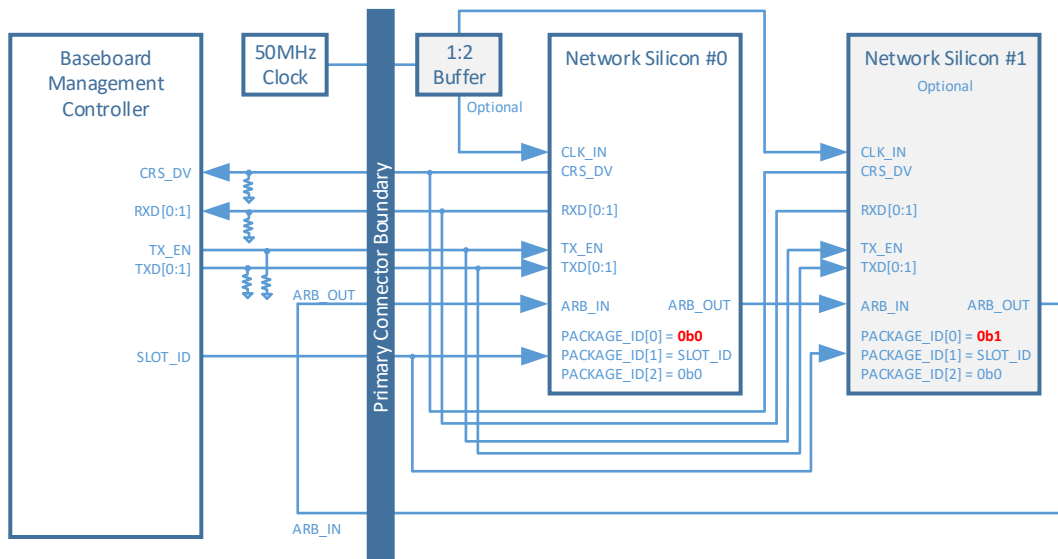 Baseboard
Management
Controller
CRS_DV
RXD[0:1]
TX_EN
TXD[0:1]
SLOT_ID
50MHz
Clock
ARB_OUT
ARB_IN
Primary Connector Boundary
1:2
Buffer
Optional
Network Silicon #0
CLK_IN
CRS_DV
RXD[0:1]
TX_EN
TXD[0:1]
ARB_IN ARB_OUT
PACKAGE_ID[0] = 0b0
PACKAGE_ID[1] = SLOT_ID
PACKAGE_ID[2] = 0b0
Network Silicon #1
Optional
CLK_IN
CRS_DV
RXD[0:1]
TX_EN
TXD[0:1]
ARB_IN ARB_OUT
PACKAGE_ID[0] = 0b1
PACKAGE_ID[1] = SLOT_ID
PACKAGE_ID[2] = 0b0